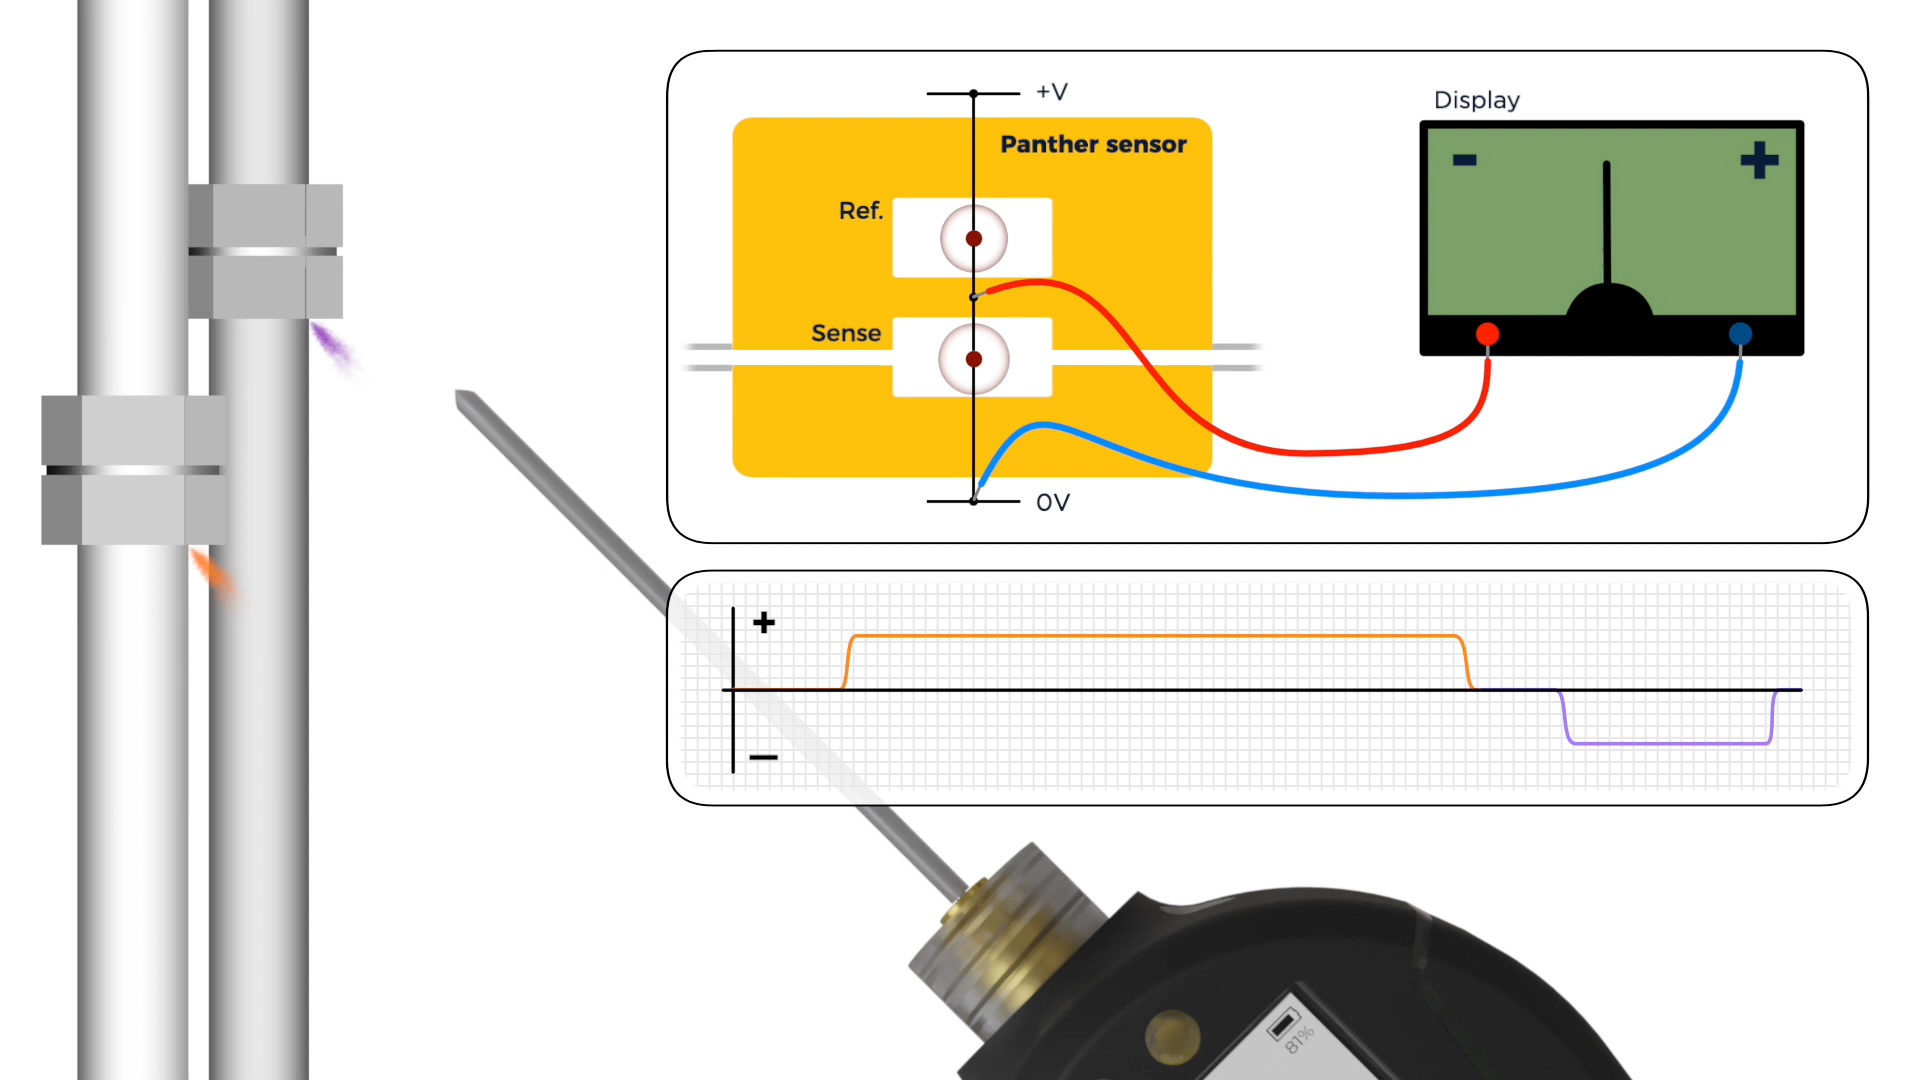 +V
Display
Panther sensor
- +
Ref.
Sense
0V
+
−
81%